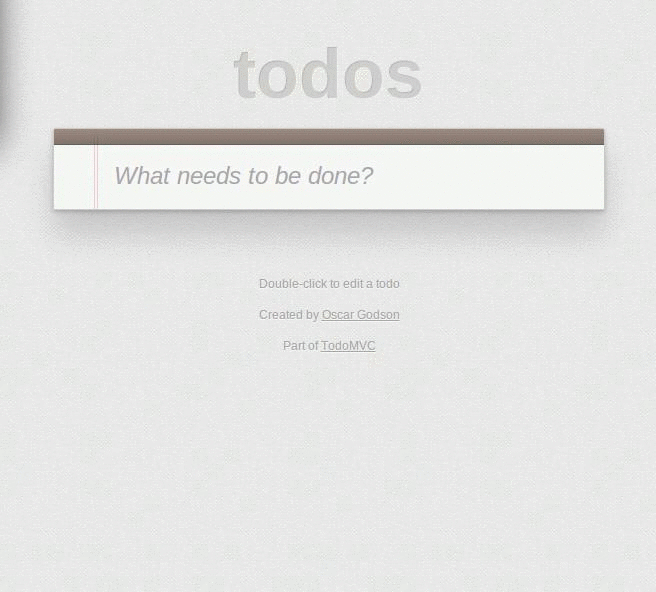 todos
What needs to be done?
Double-click to edit a todo
Created by Oscar Godson
Part of TodoMVC